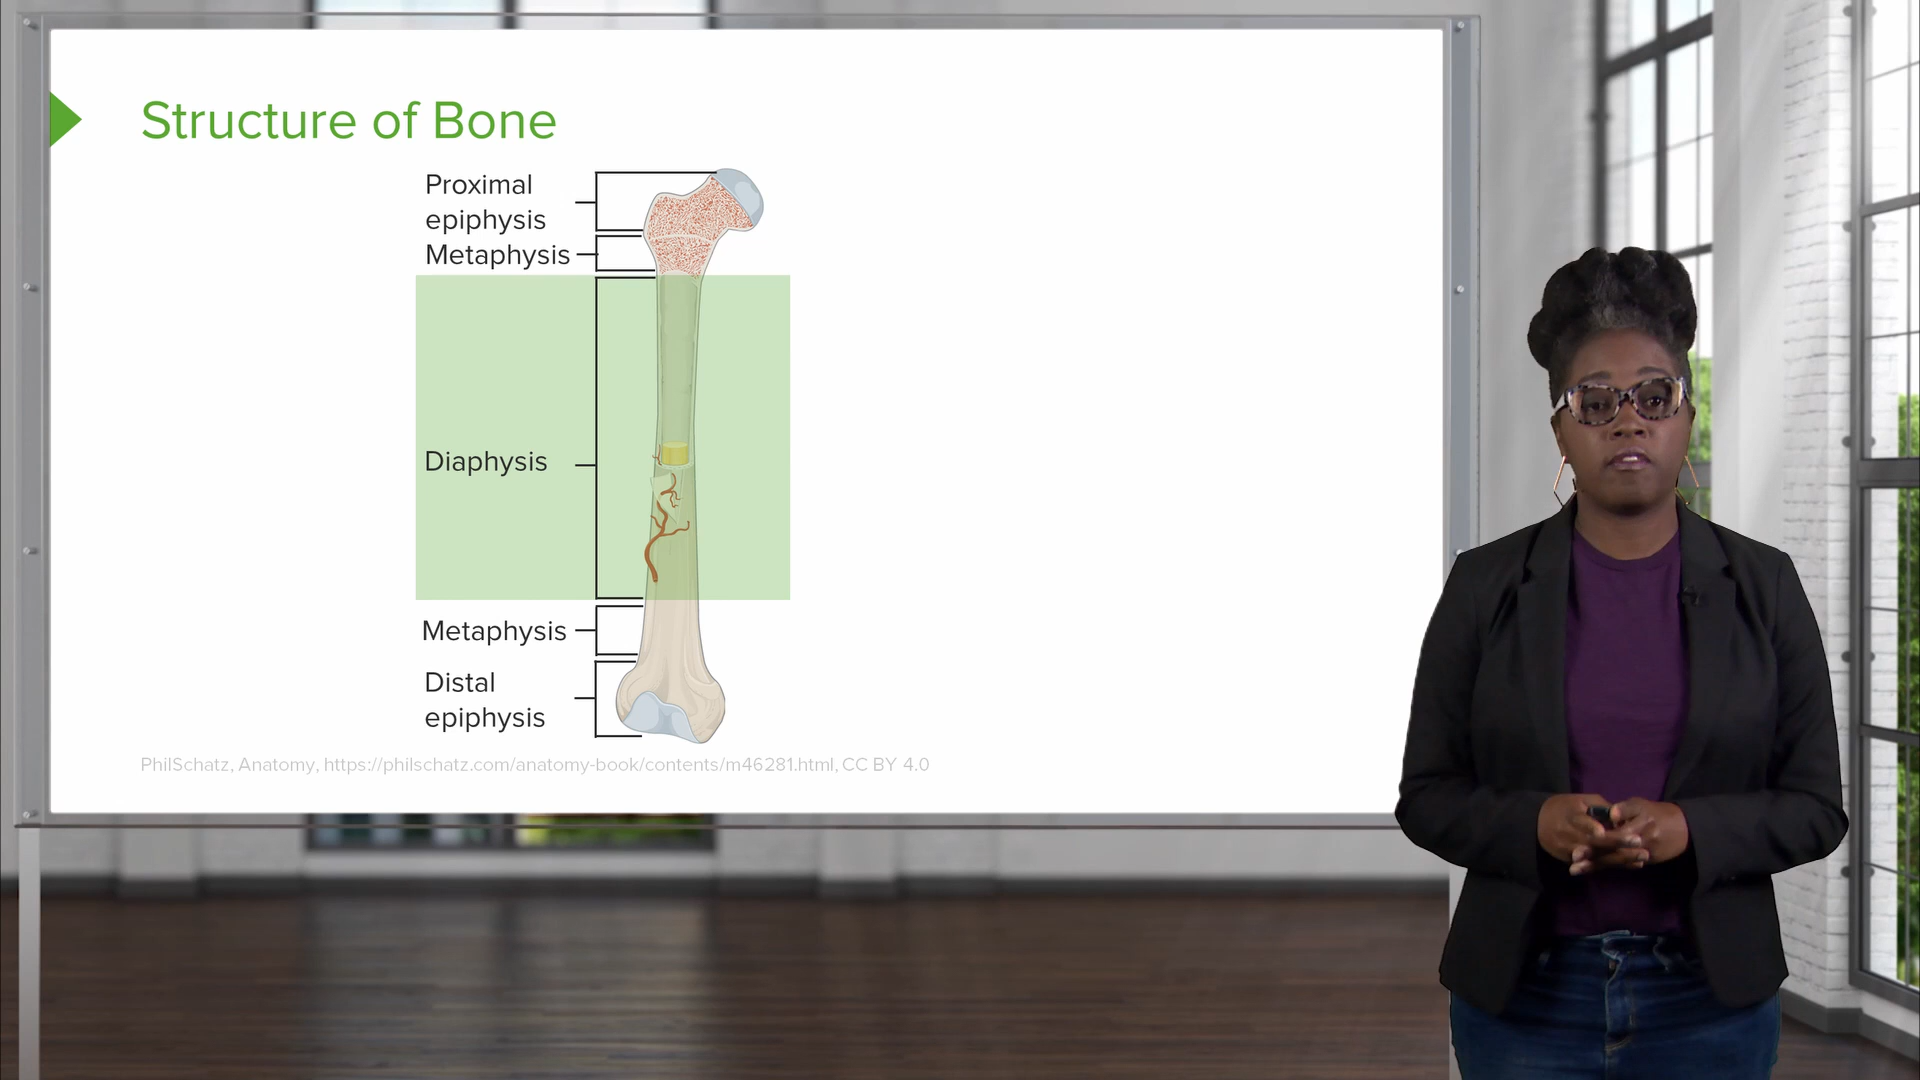 Structure of Bone
Proximal
epiphysis
Metaphysis
Diaphysis
Metaphysis
Distal
epiphysis
PhilSchatz, Anatomy, https://philschatz.com/anatomy-book/contents/m46281.html, CC BY 4.0